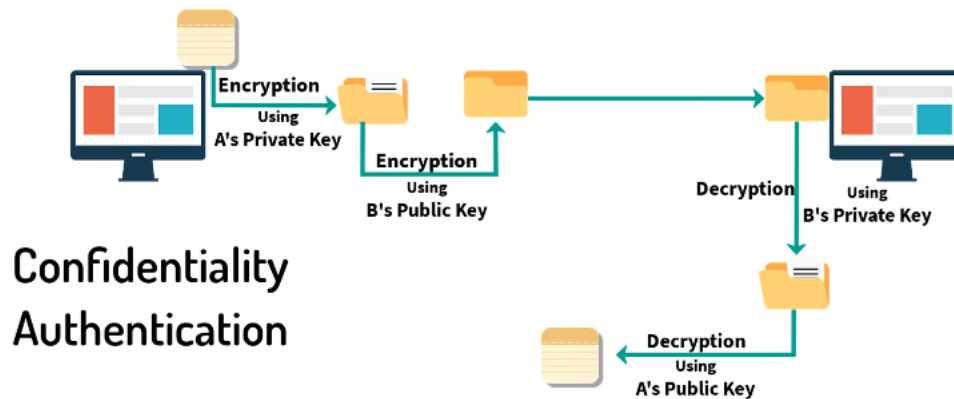 Encryption
Using
A's Private Key
Encryption
Using
B's Public Key
Decryption
Using
B's Private Key
Confidentiality
Authentication
Decryption
Using
A's Public Key